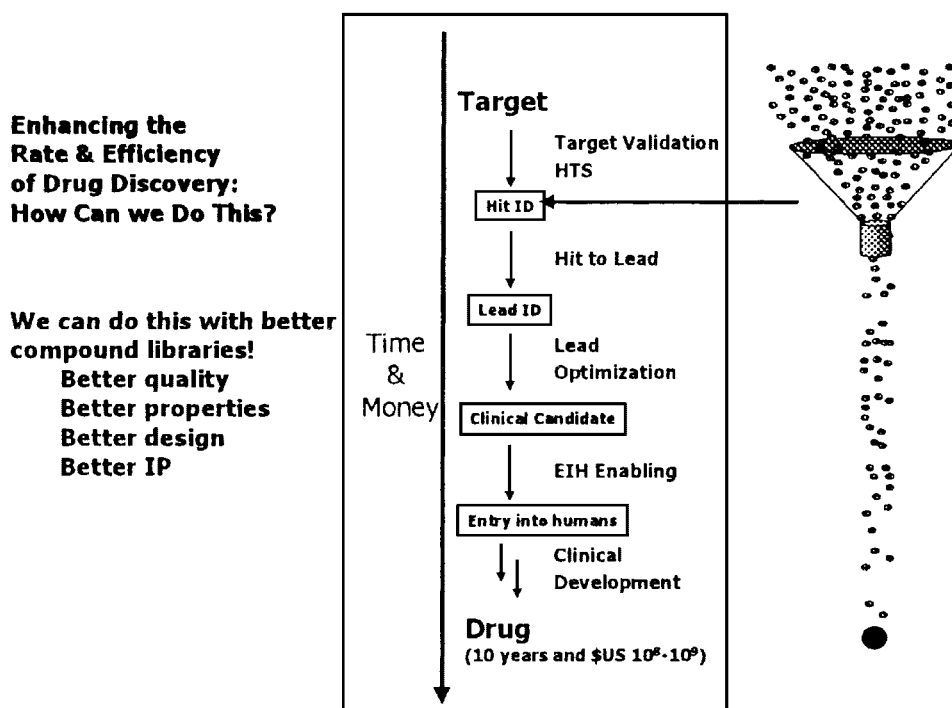 Enhancing the
Rate & Efficiency
of Drug Discovery:
How Can we Do This?
We can do this with better
compound libraries!
Better quality
Better properties
Better design
Better IP
Time
&
Money
Target
Target Validation
HTS
Hit ID
Hit to Lead
Lead ID
Lead
Optimization
Clinical Candidate
EIH Enabling
Entry into humans
Clinical
Development
Drug
(10 years and $US 10⁸-10⁹)